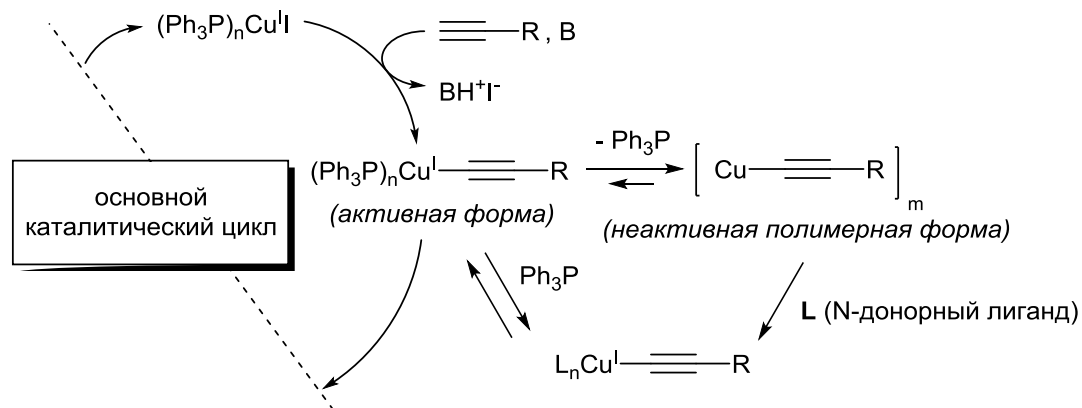 (Ph₃P)ₙCuᴵI
R , B
BH⁺I⁻
- Ph₃P
(Ph₃P)ₙCuᴵ R
[ Cu R ]ₘ
(активная форма)
(неактивная полимерная форма)
основной
каталитический цикл
Ph₃P
L (N-донорный лиганд)
LₙCuᴵ R